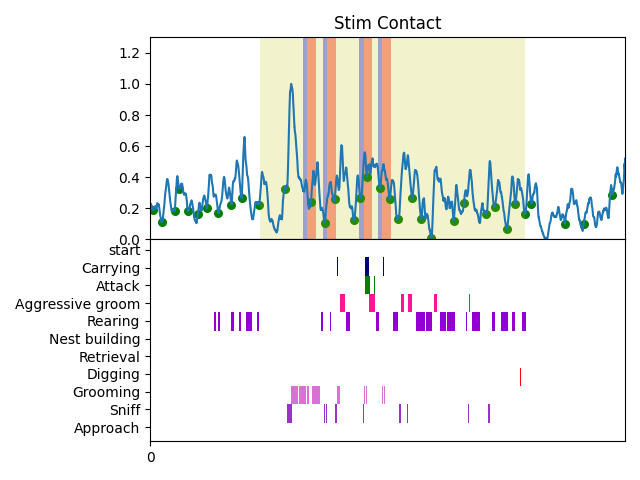 Stim Contact
1.2
1.0
0.8
0.6
0.4
0.2
0.0
start
Carrying
Attack
Aggressive groom
Rearing
Nest building
Retrieval
Digging
Grooming
Sniff
Approach
0